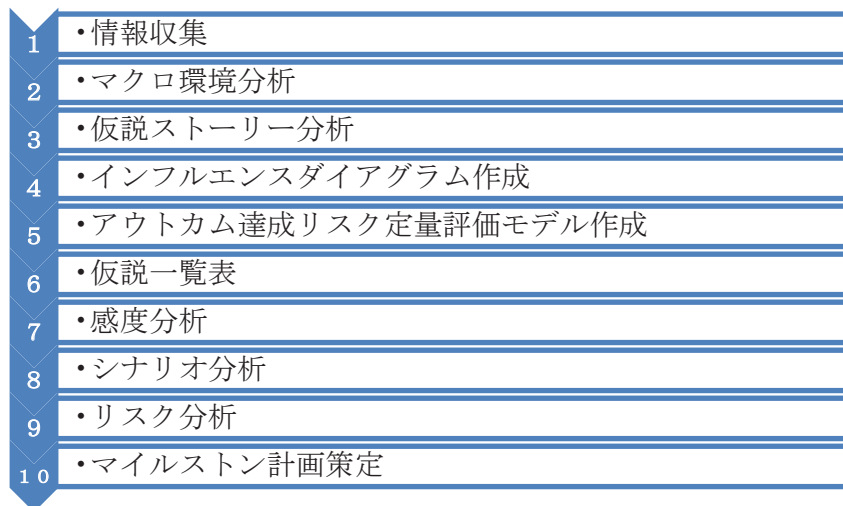 1 ・情報収集
2 ・マクロ環境分析
3 ・仮説ストーリー分析
4 ・インフルエンスダイアグラム作成
5 ・アウトカム達成リスク定量評価モデル作成
6 ・仮説一覧表
7 ・感度分析
8 ・シナリオ分析
9 ・リスク分析
10 ・マイルストン計画策定